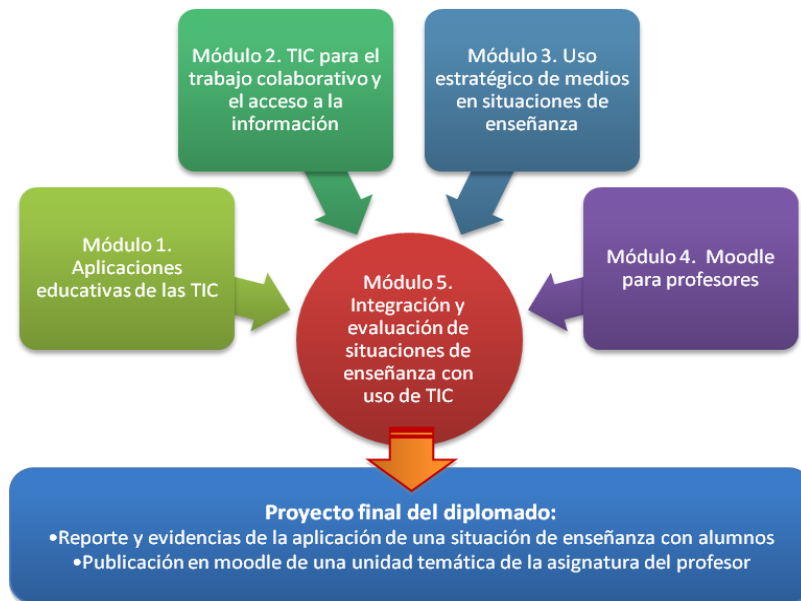 Módulo 2. TIC para el
trabajo colaborativo y
el acceso a la
información
Módulo 3. Uso
estratégico de medios
en situaciones de
enseñanza
Módulo 1.
Aplicaciones
educativas de las TIC
Módulo 4. Moodle
para profesores
Módulo 5.
Integración y
evaluación de
situaciones de
enseñanza con
uso de TIC
Proyecto final del diplomado:
•Reporte y evidencias de la aplicación de una situación de enseñanza con alumnos
•Publicación en moodle de una unidad temática de la asignatura del profesor